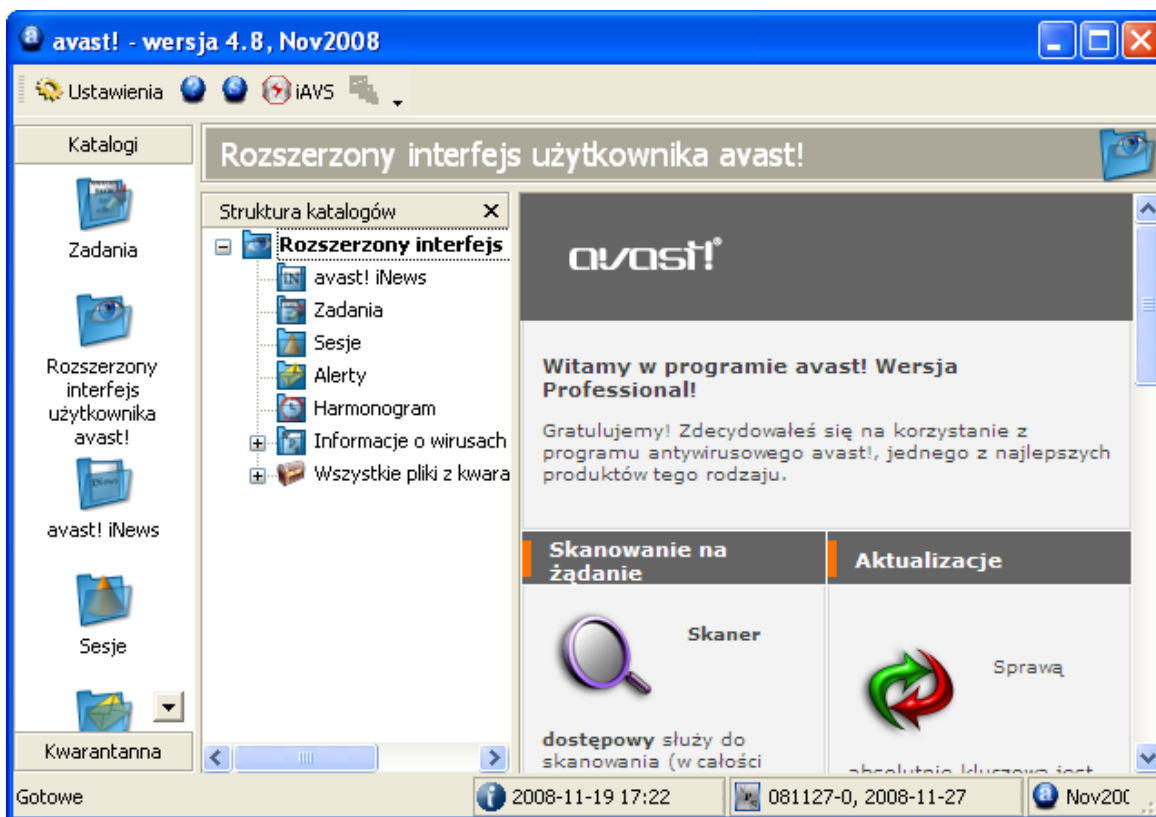 avast! - wersja 4.8, Nov2008
Ustawienia
iAVS
Katalogi
Zadania
Rozszerzony
interfejs
użytkownika
avast!
avast! iNews
Sesje
Kwarantanna
Rozszerzony interfejs użytkownika avast!
Struktura katalogów
Rozszerzony interfejs
avast! iNews
Zadania
Sesje
Alerty
Harmonogram
Informacje o wirusach
Wszystkie pliki z kwara
avast!
Witamy w programie avast! Wersja
Professional!
Gratulujemy! Zdecydowałeś się na korzystanie z
programu antywirusowego avast!, jednego z najlepszych
produktów tego rodzaju.
Skanowanie na
żądanie
Skaner
dostępowy służy do
skanowania (w całości
Aktualizacje
Sprawą
absolutnie kluczową jest
Gotowe
2008-11-19 17:22
081127-0, 2008-11-27
Nov200